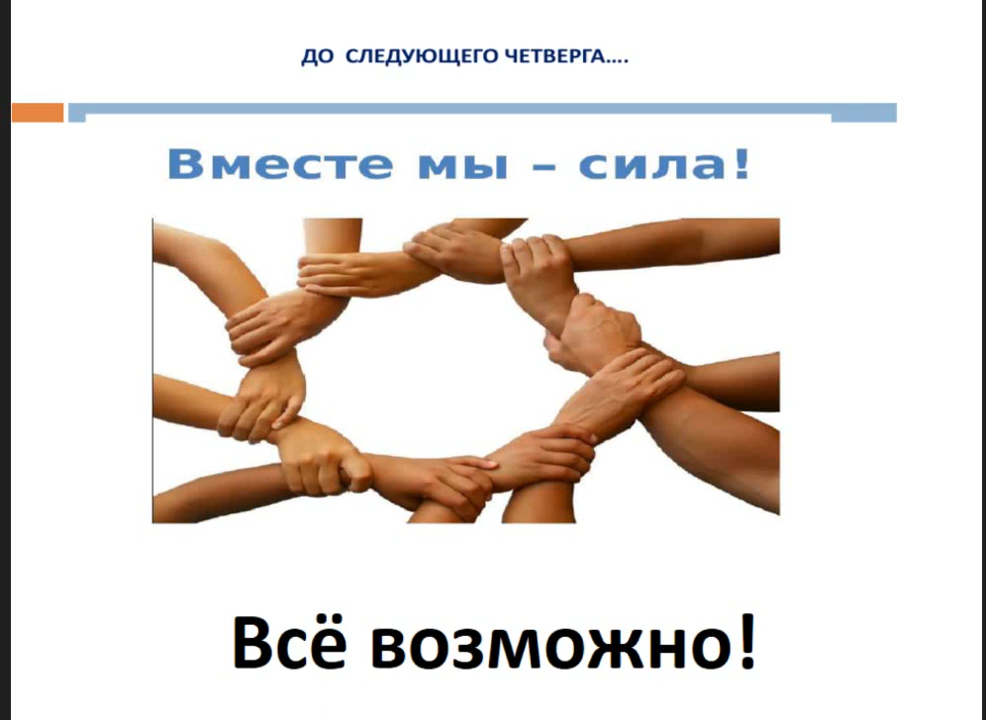 ДО СЛЕДУЮЩЕГО ЧЕТВЕРГА....
Вместе мы – сила!
Всё возможно!